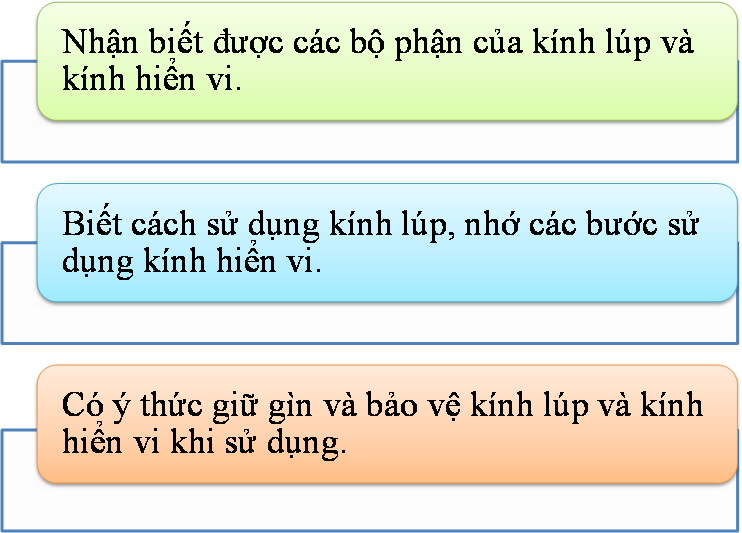 Nhận biết được các bộ phận của kính lúp và
kính hiển vi.
Biết cách sử dụng kính lúp, nhớ các bước sử
dụng kính hiển vi.
Có ý thức giữ gìn và bảo vệ kính lúp và kính
hiển vi khi sử dụng.